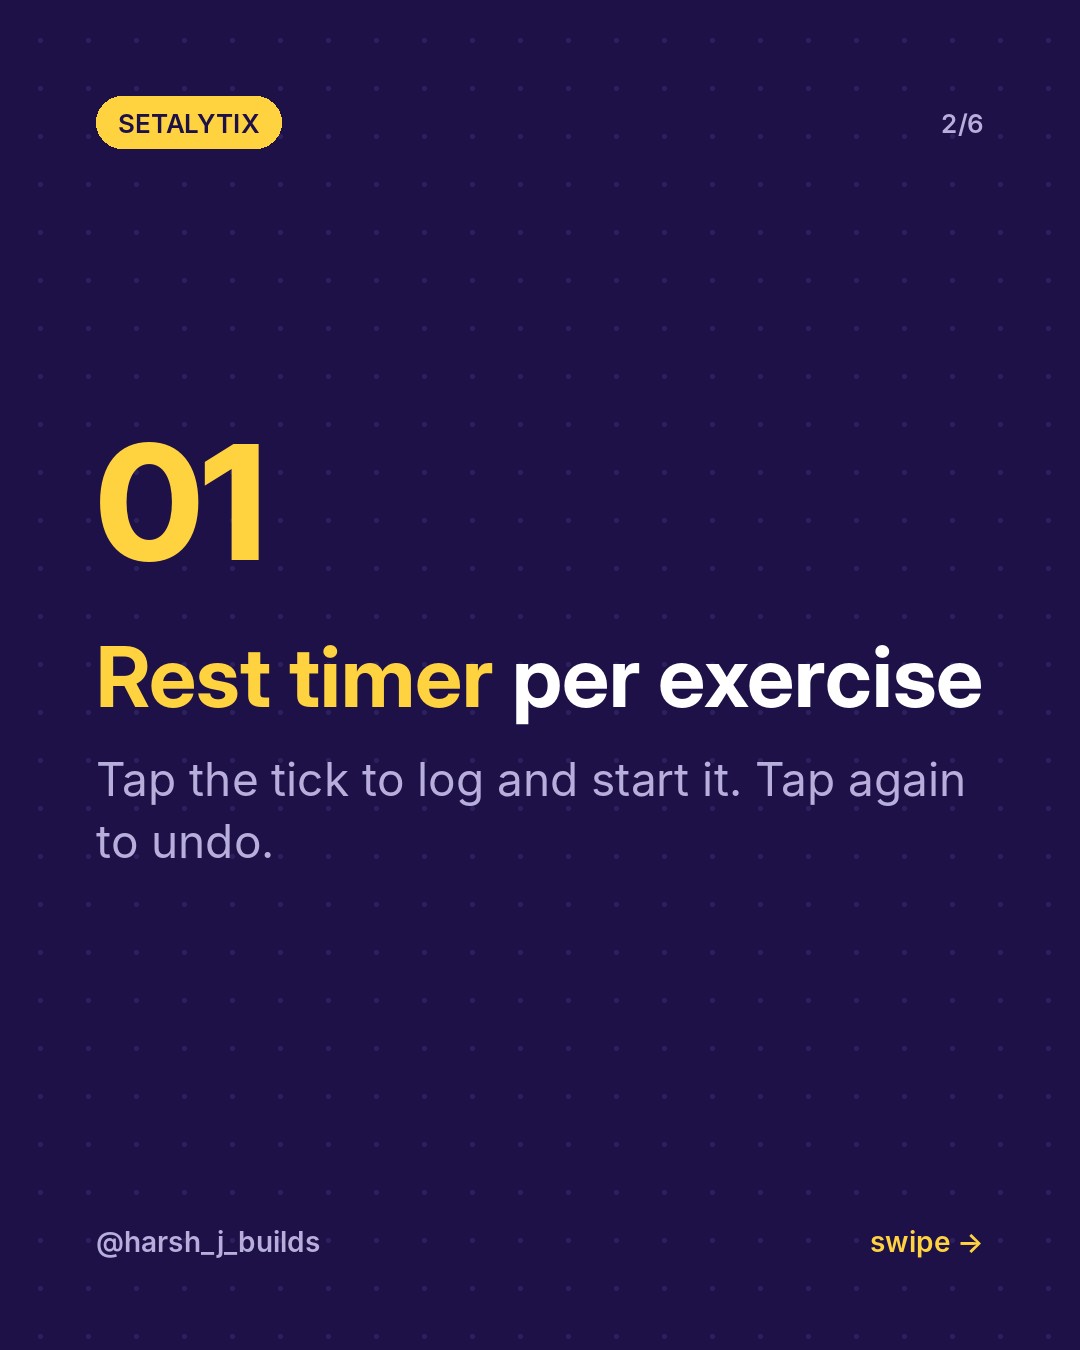 SETALYTIX
2/6
01
Rest timer per exercise
Tap the tick to log and start it. Tap again
to undo.
@harsh_j_builds
swipe →